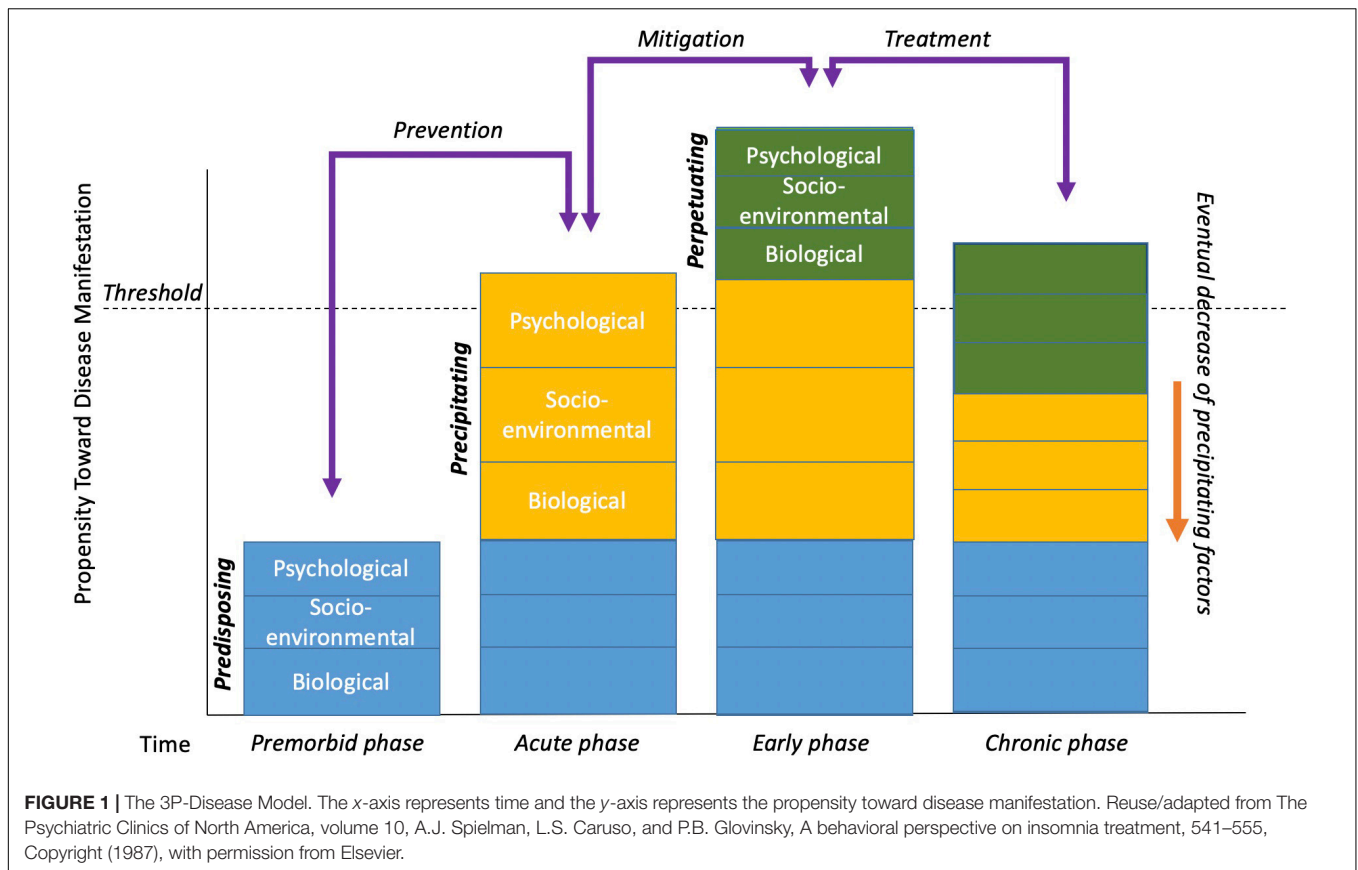 Mitigation
Treatment
Prevention
Propensity Toward Disease Manifestation
Threshold
Predisposing
Psychological
Socio-
environmental
Biological
Precipitating
Psychological
Socio-
environmental
Biological
Perpetuating
Psychological
Socio-
environmental
Biological
Eventual decrease of precipitating factors
Time
Premorbid phase
Acute phase
Early phase
Chronic phase
FIGURE 1 | The 3P-Disease Model. The x-axis represents time and the y-axis represents the propensity toward disease manifestation. Reuse/adapted from The
Psychiatric Clinics of North America, volume 10, A.J. Spielman, L.S. Caruso, and P.B. Glovinsky, A behavioral perspective on insomnia treatment, 541–555,
Copyright (1987), with permission from Elsevier.